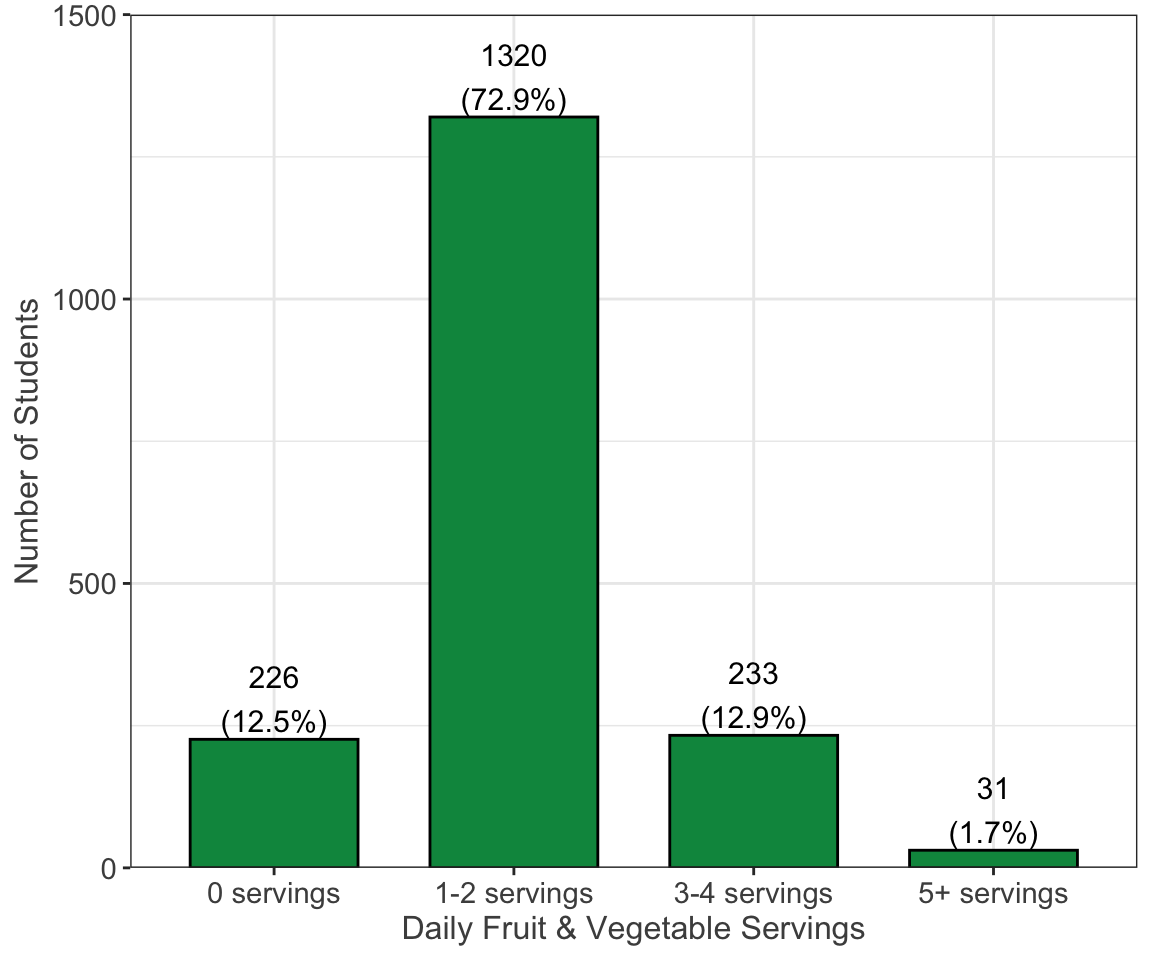 1500
1320
(72.9%)
1000
Number of Students
500
226
(12.5%)
233
(12.9%)
31
(1.7%)
0
0 servings
1-2 servings
3-4 servings
5+ servings
Daily Fruit & Vegetable Servings